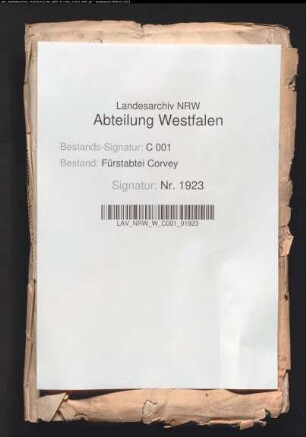 Landesarchiv NRW
Abteilung Westfalen
Bestands-Signatur: C 001
Bestand: Fürstabtei Corvey
Signatur: Nr. 1923
LAV_NRW_W_C001_01923